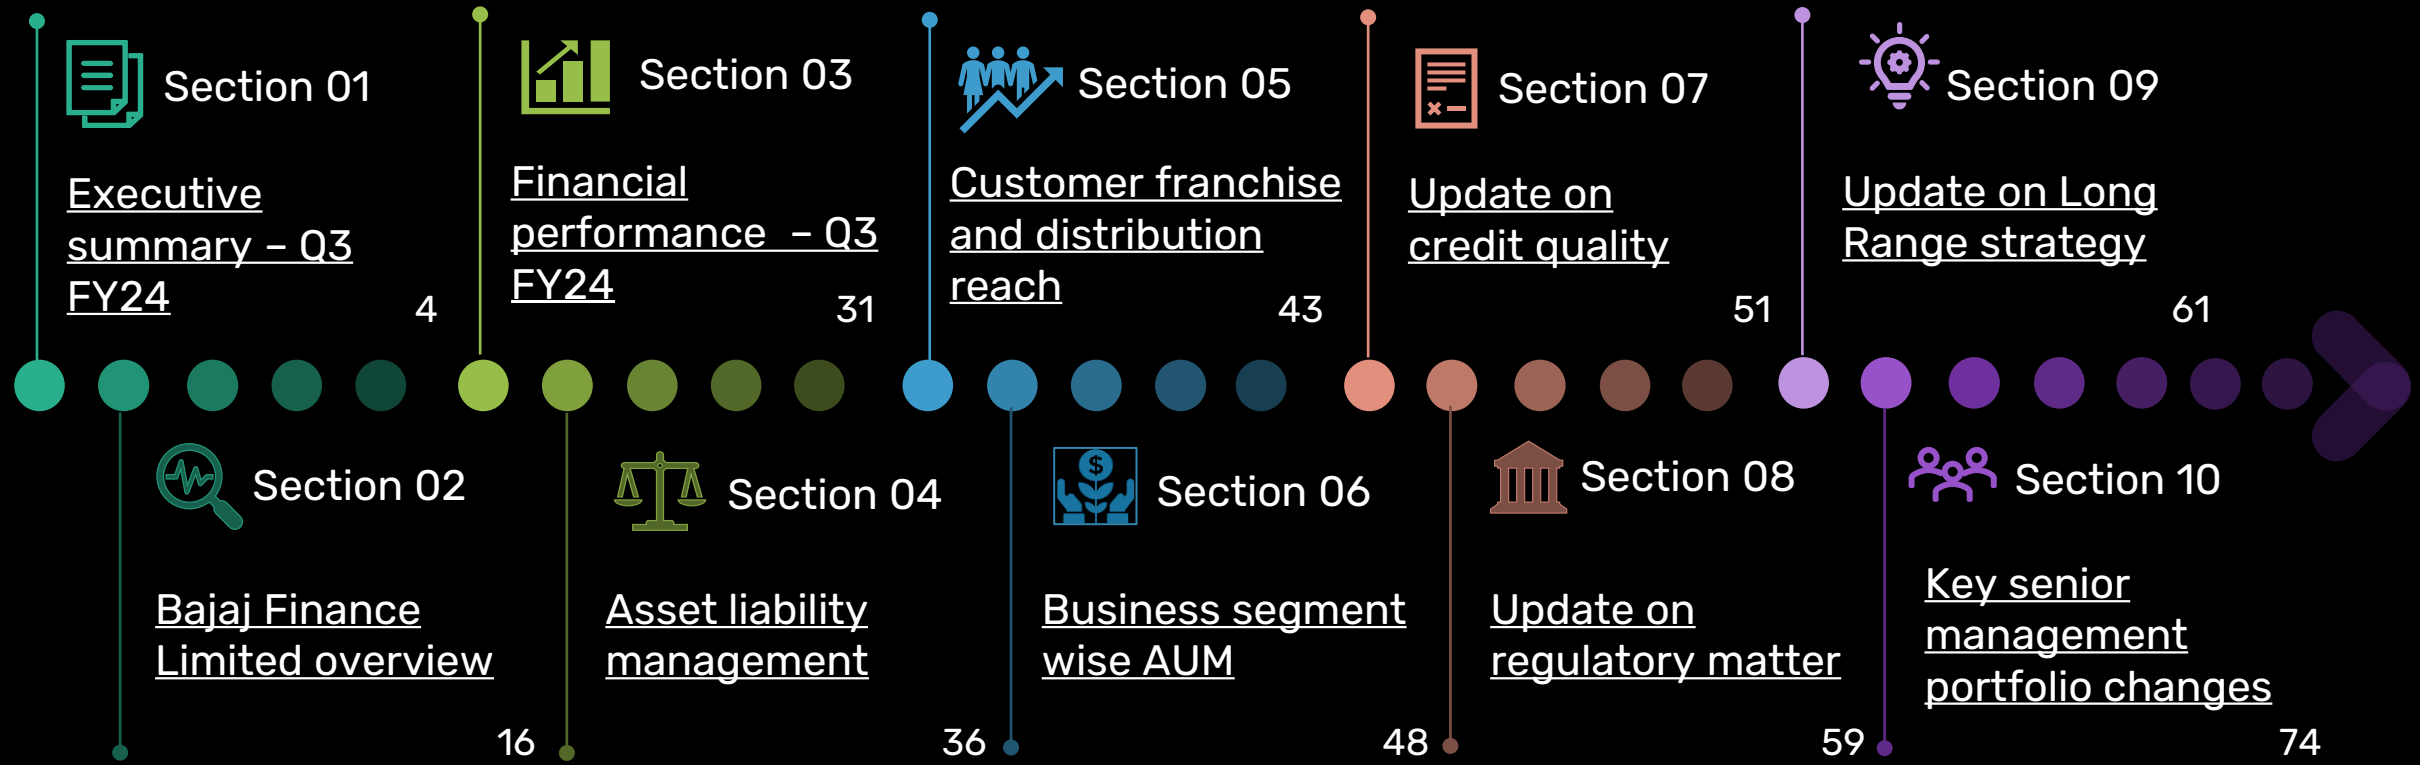 Section 01
Executive
summary – Q3
FY24
4
Section 02
Bajaj Finance
Limited overview
16
Section 03
Financial
performance – Q3
FY24
31
Section 04
Asset liability
management
36
Section 05
Customer franchise
and distribution
reach
43
Section 06
Business segment
wise AUM
48
Section 07
Update on
credit quality
51
Section 08
Update on
regulatory matter
59
Section 09
Update on Long
Range strategy
61
Section 10
Key senior
management
portfolio changes
74